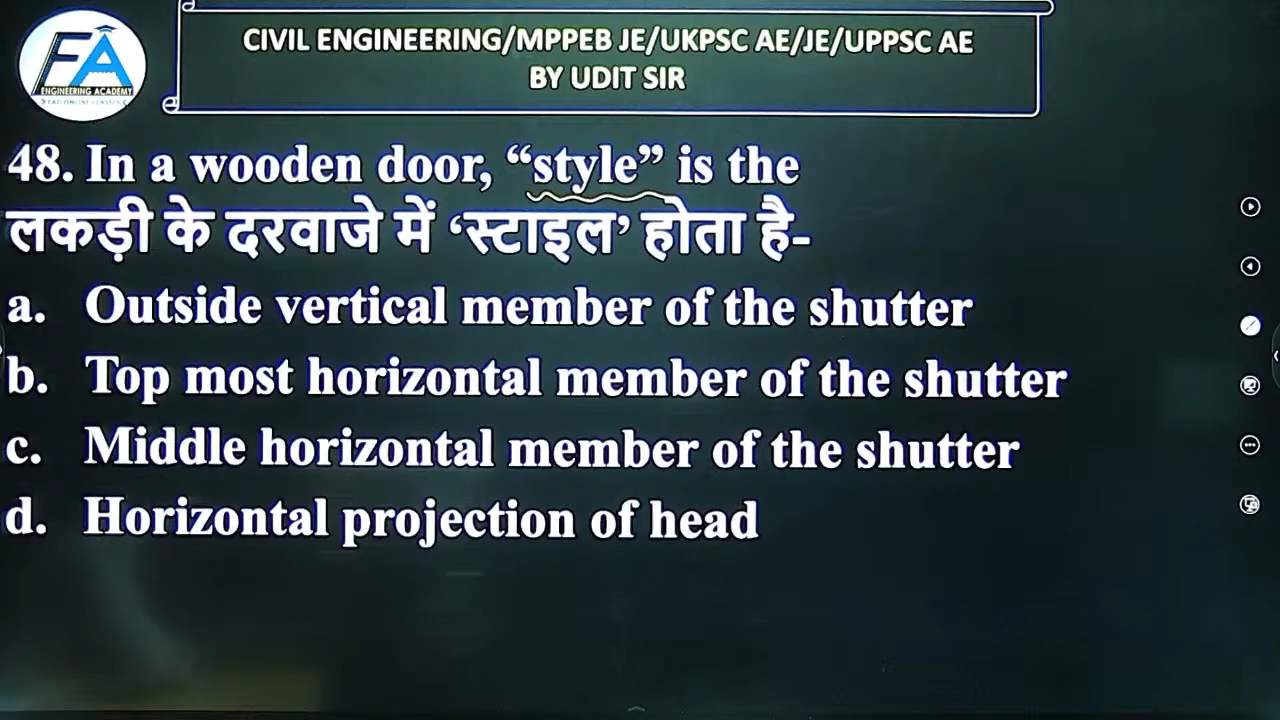 CIVIL ENGINEERING/MPPEB JE/UKPSC AE/JE/UPPSC AE
BY UDIT SIR
FA
ENGINEERING ACADEMY
48. In a wooden door, “style” is the
लकड़ी के दरवाजे में ‘स्टाइल’ होता है-
a. Outside vertical member of the shutter
b. Top most horizontal member of the shutter
c. Middle horizontal member of the shutter
d. Horizontal projection of head